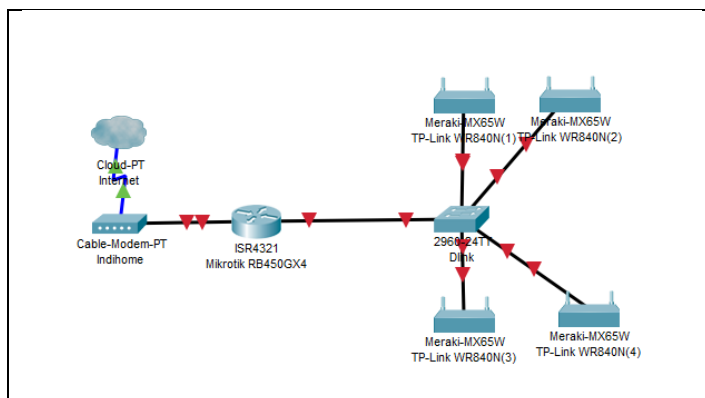 Meraki-MX65W
TP-Link WR840N(1)
Meraki-MX65W
TP-Link WR840N(2)
Cloud-PT
Internet
Cable-Modem-PT
Indihome
ISR4321
Mikrotik RB450GX4
2960-24TT
Dlink
Meraki-MX65W
TP-Link WR840N(3)
Meraki-MX65W
TP-Link WR840N(4)